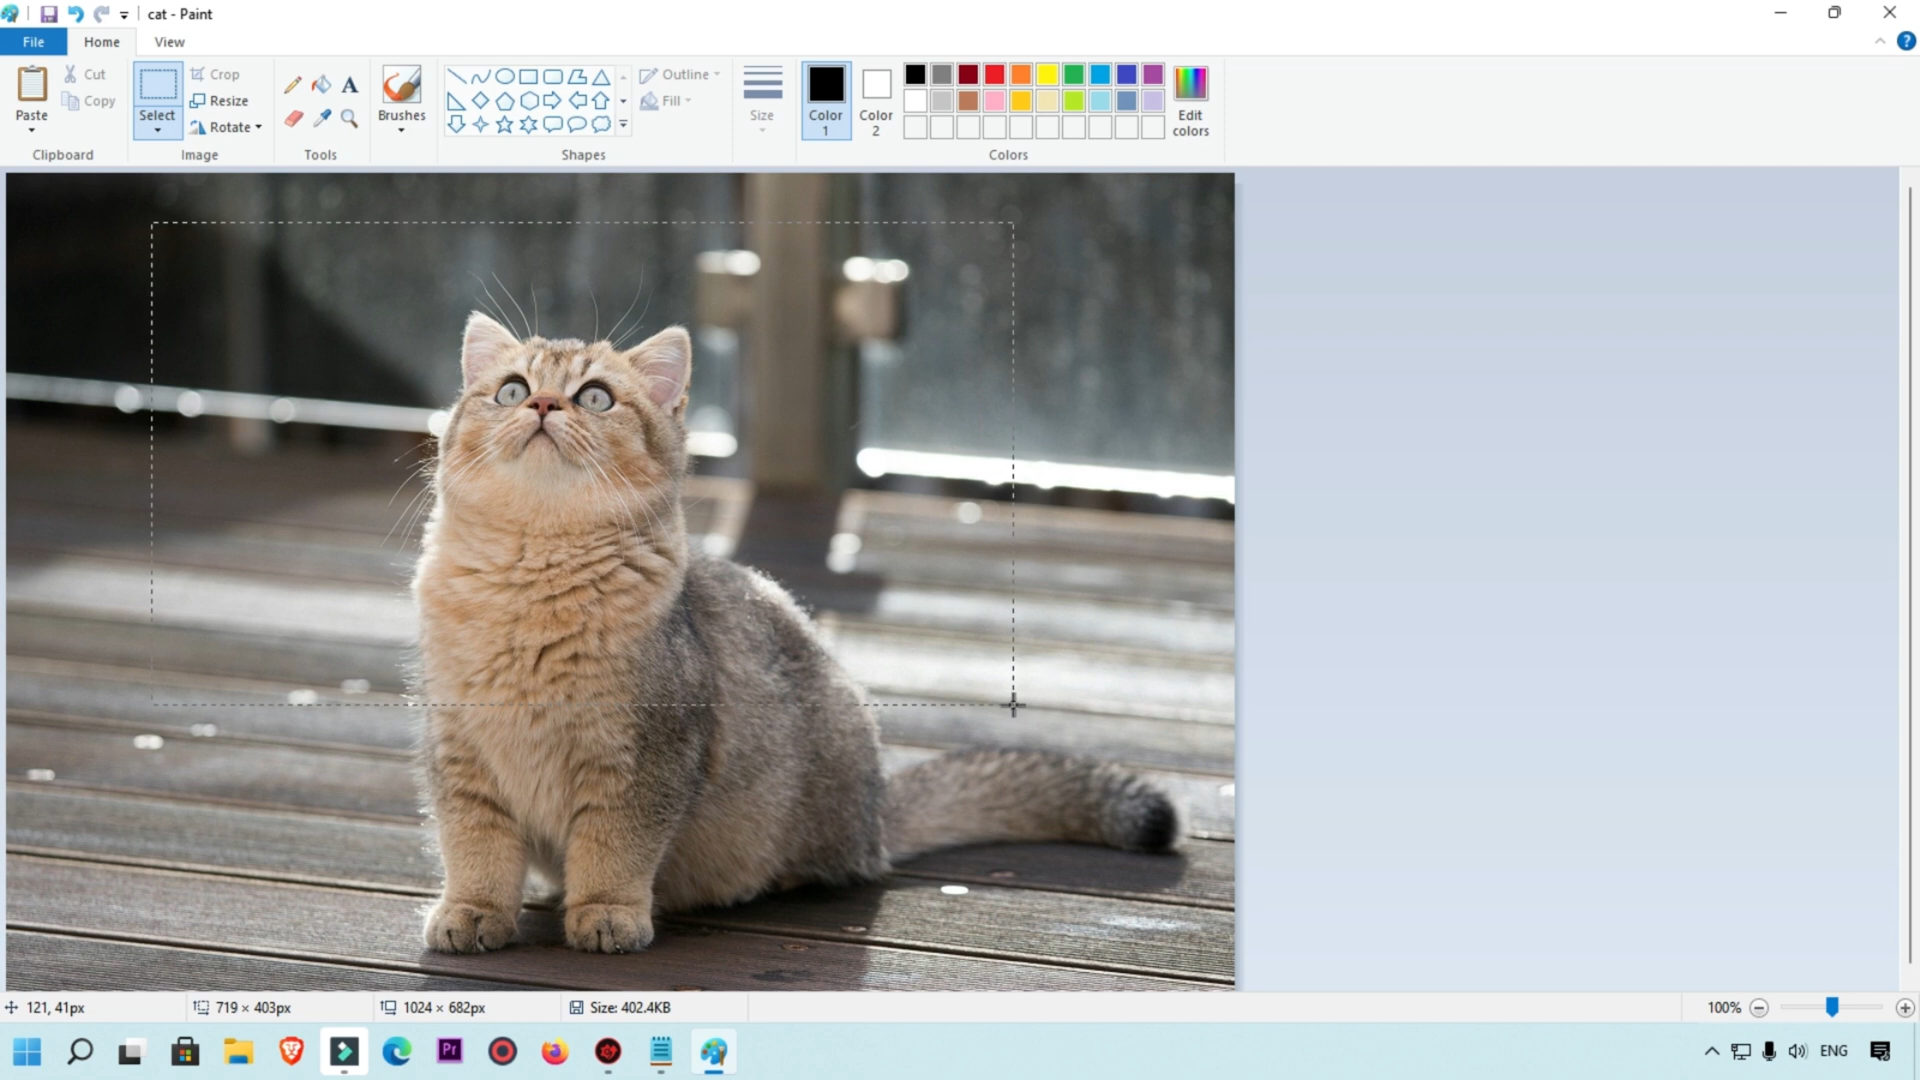 cat - Paint
File
Home
View
Paste
Cut
Copy
Clipboard
Select
Crop
Resize
Rotate
Image
A
Tools
Brushes
Outline
Fill
Shapes
Size
Color
1
Color
2
Edit
colors
Colors
?
121, 41px
719 × 403px
1024 × 682px
Size: 402.4KB
100%
Pr
ENG